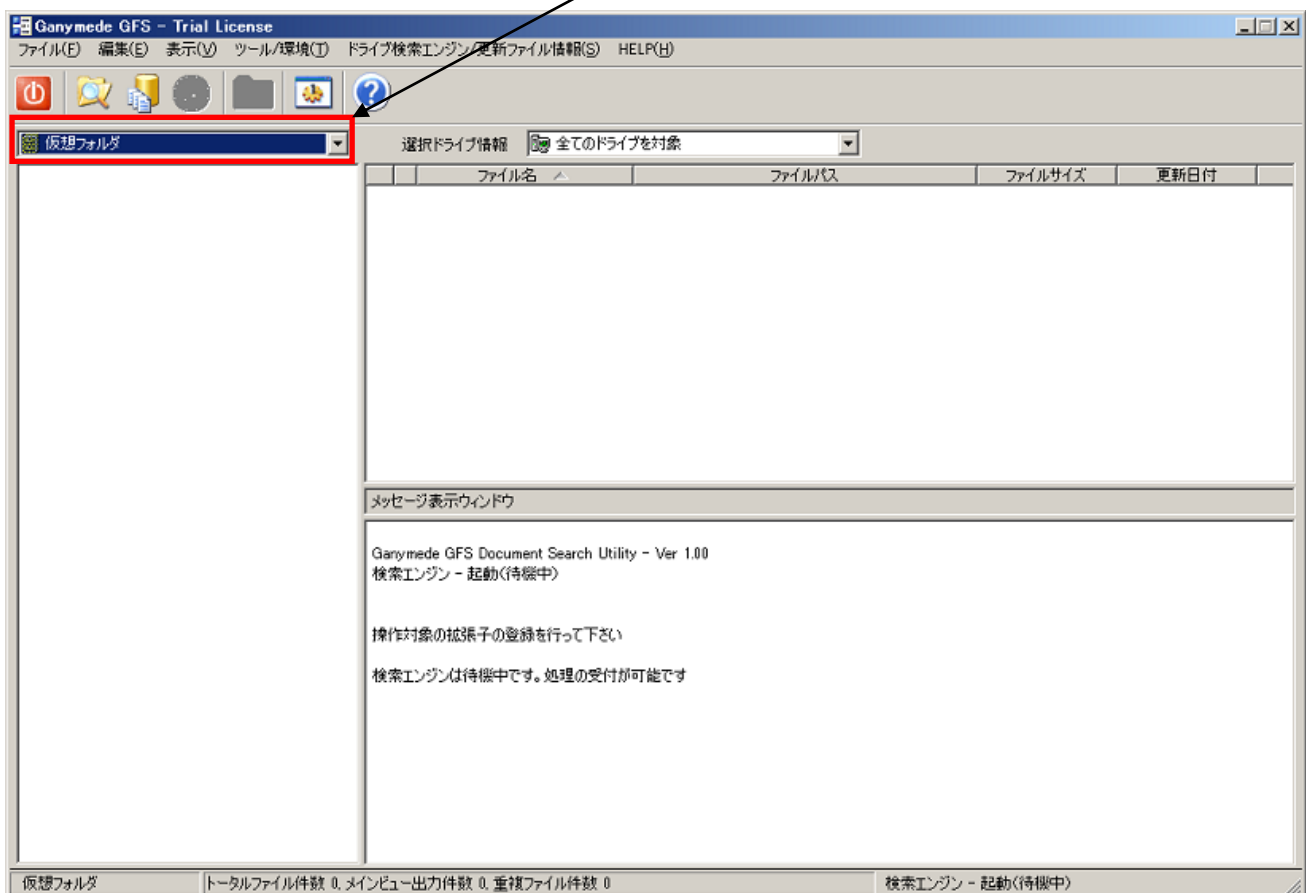 Ganymede GFS - Trial License
ファイル(F) 編集(E) 表示(V) ツール/環境(T) ドライブ検索エンジン/更新ファイル情報(S) HELP(H)
仮想フォルダ 選択ドライブ情報 全てのドライブを対象
ファイル名 ファイルパス ファイルサイズ 更新日付
メッセージ表示ウィンドウ
Ganymede GFS Document Search Utility - Ver 1.00
検索エンジン - 起動(待機中)
操作対象の拡張子の登録を行って下さい
検索エンジンは待機中です。処理の受付が可能です
仮想フォルダ トータルファイル件数 0, メインビュー出力件数 0, 重複ファイル件数 0 検索エンジン - 起動(待機中)